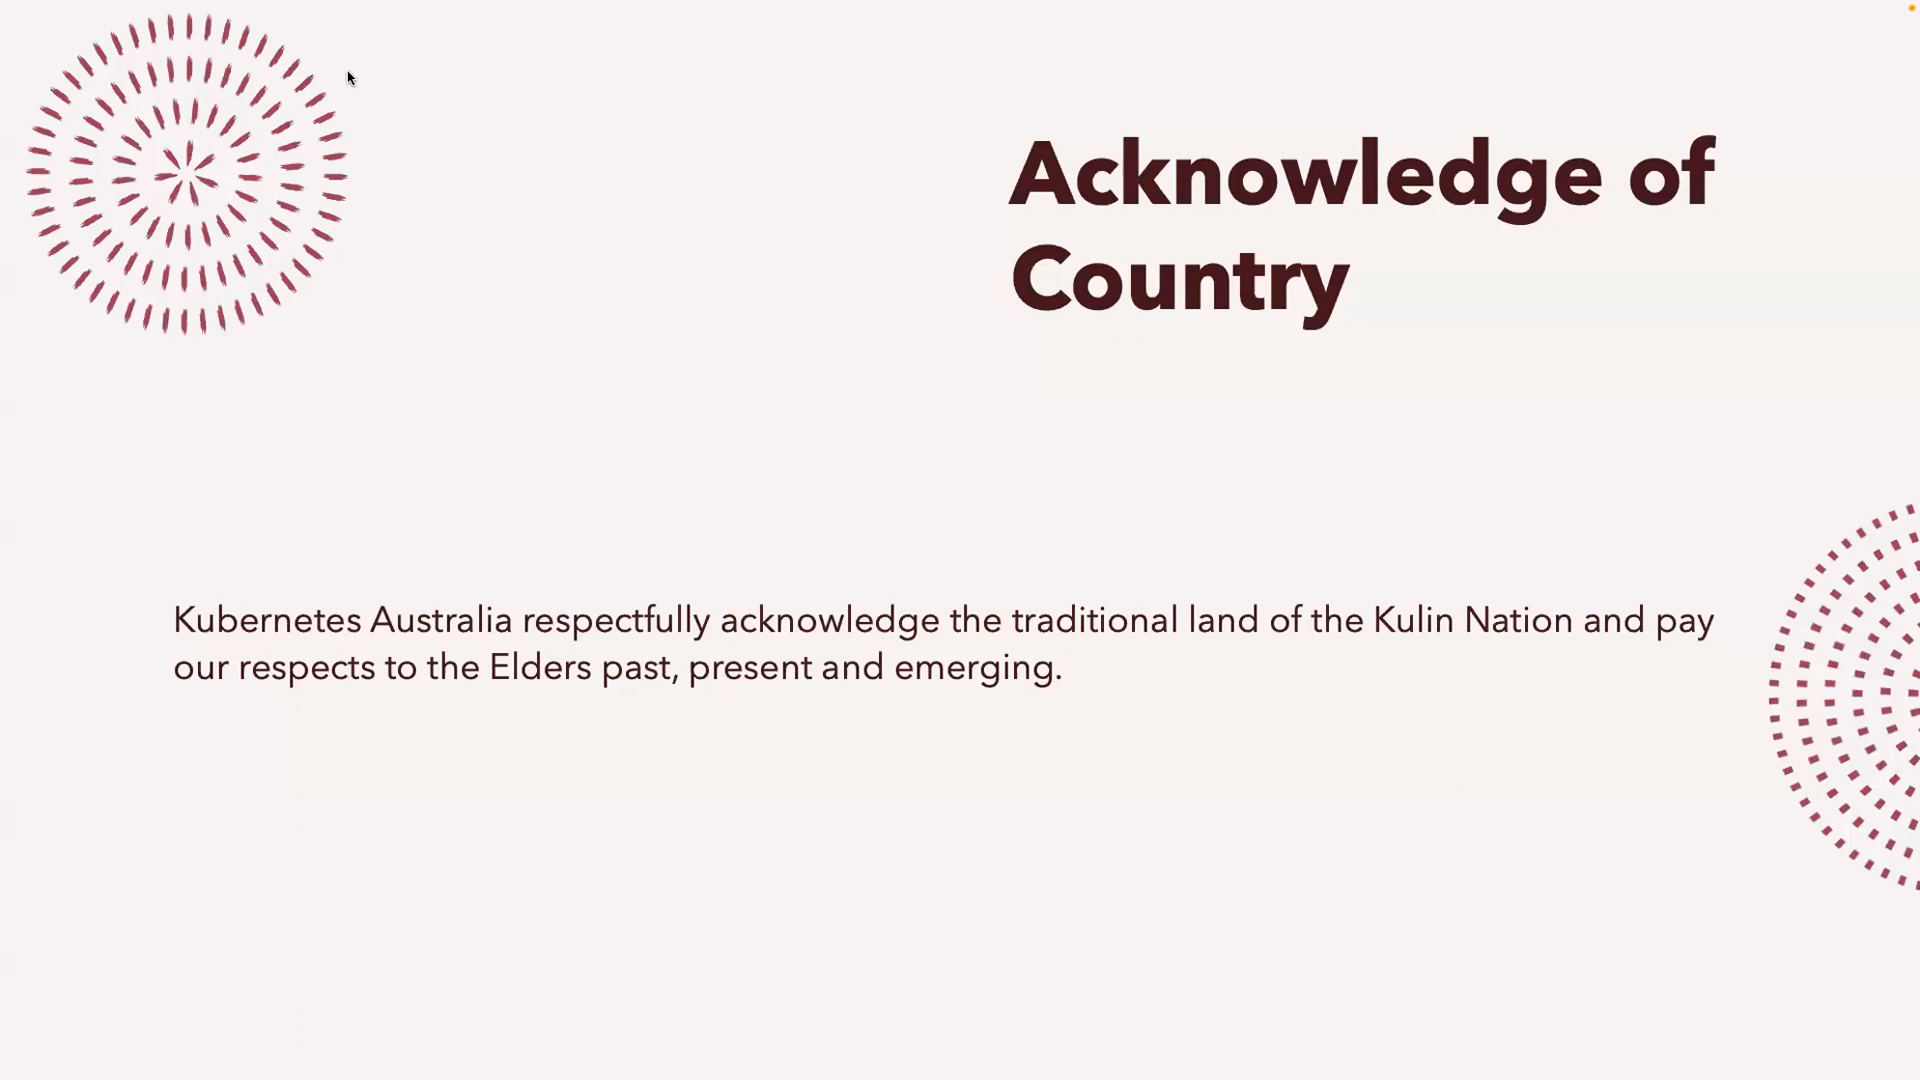 Acknowledge of
Country
Kubernetes Australia respectfully acknowledge the traditional land of the Kulin Nation and pay
our respects to the Elders past, present and emerging.